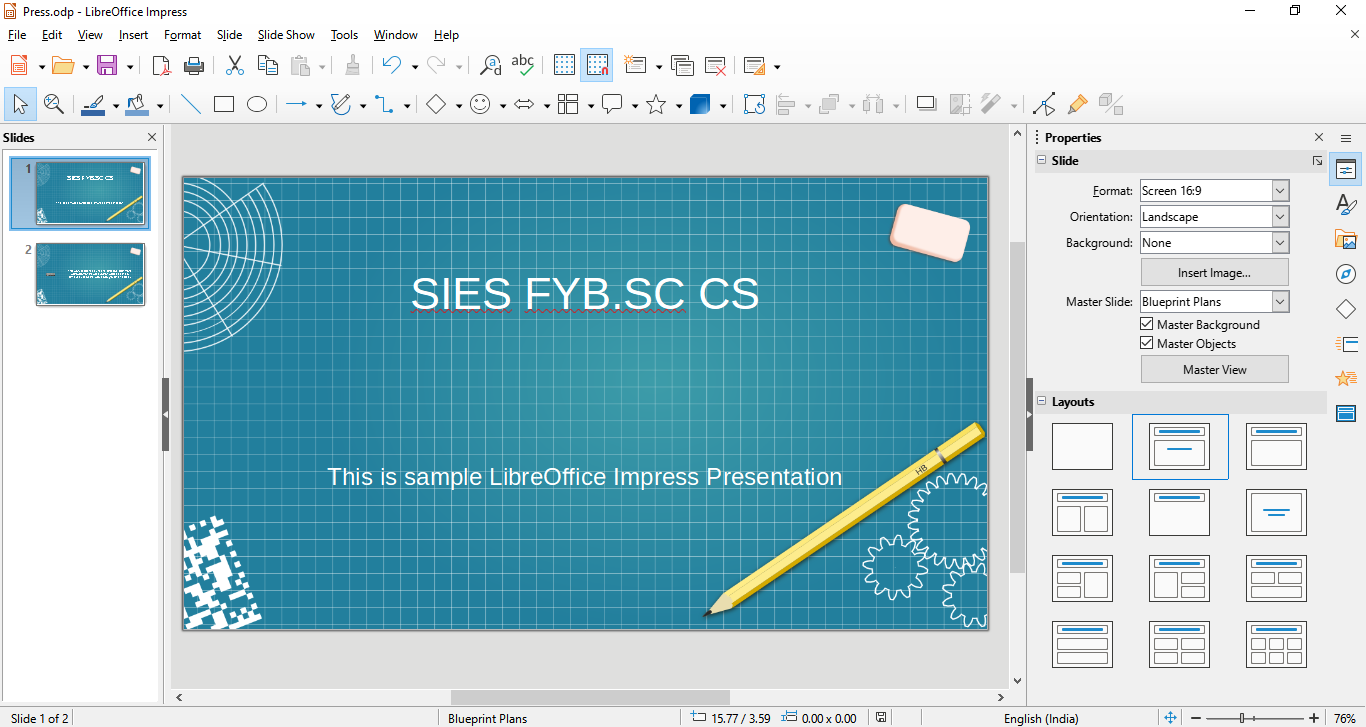 Press.odp - LibreOffice Impress
File Edit View Insert Format Slide Slide Show Tools Window Help
abc
Slides
Properties
1
2
Slide
Format: Screen 16:9
Orientation: Landscape
Background: None
Insert Image...
Master Slide: Blueprint Plans
Master Background
Master Objects
Master View
Layouts
SIES FYB.SC CS
This is sample LibreOffice Impress Presentation
HB
Slide 1 of 2 Blueprint Plans 15.77 / 3.59 0.00 x 0.00 English (India) 76%